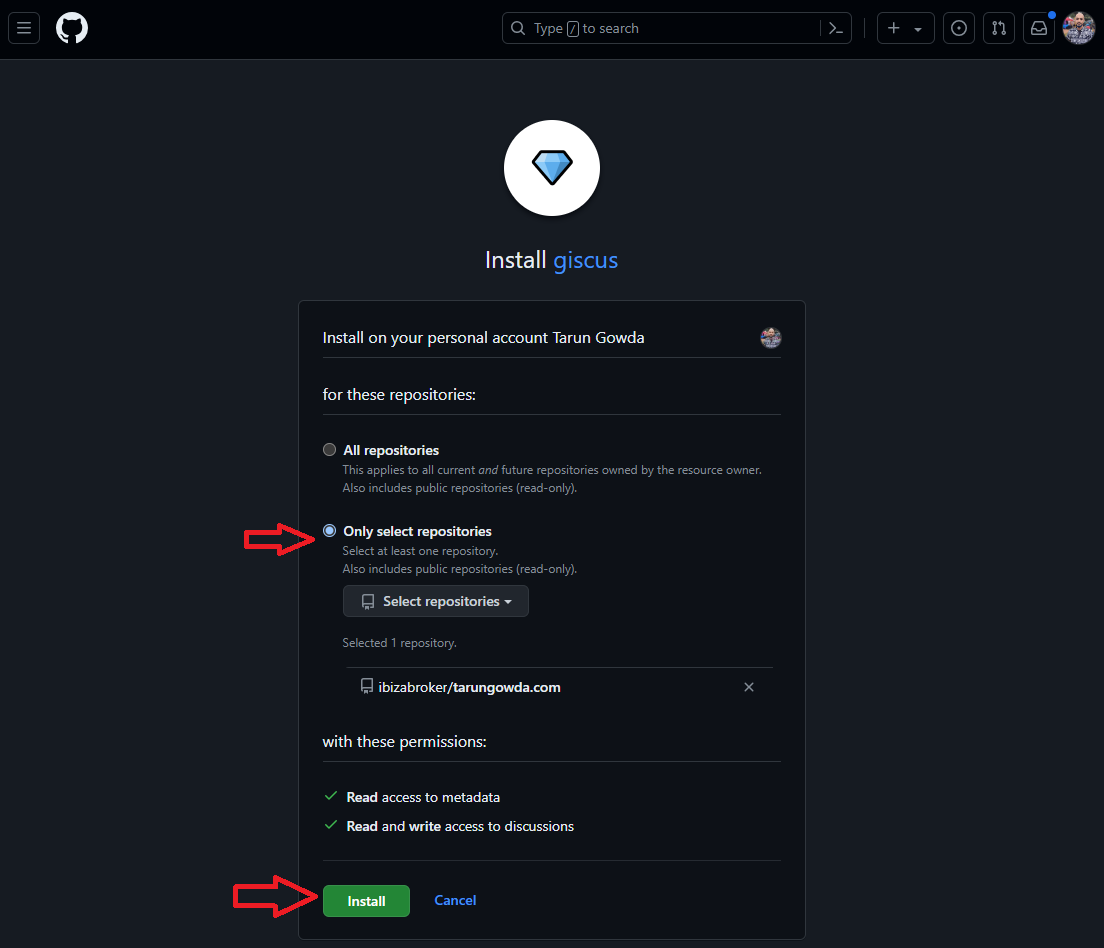 Type / to search
Install giscus
Install on your personal account Tarun Gowda
for these repositories:
All repositories
This applies to all current and future repositories owned by the resource owner.
Also includes public repositories (read-only).
Only select repositories
Select at least one repository.
Also includes public repositories (read-only).
Select repositories
Selected 1 repository.
ibizabroker/tarungowda.com
with these permissions:
Read access to metadata
Read and write access to discussions
Install Cancel